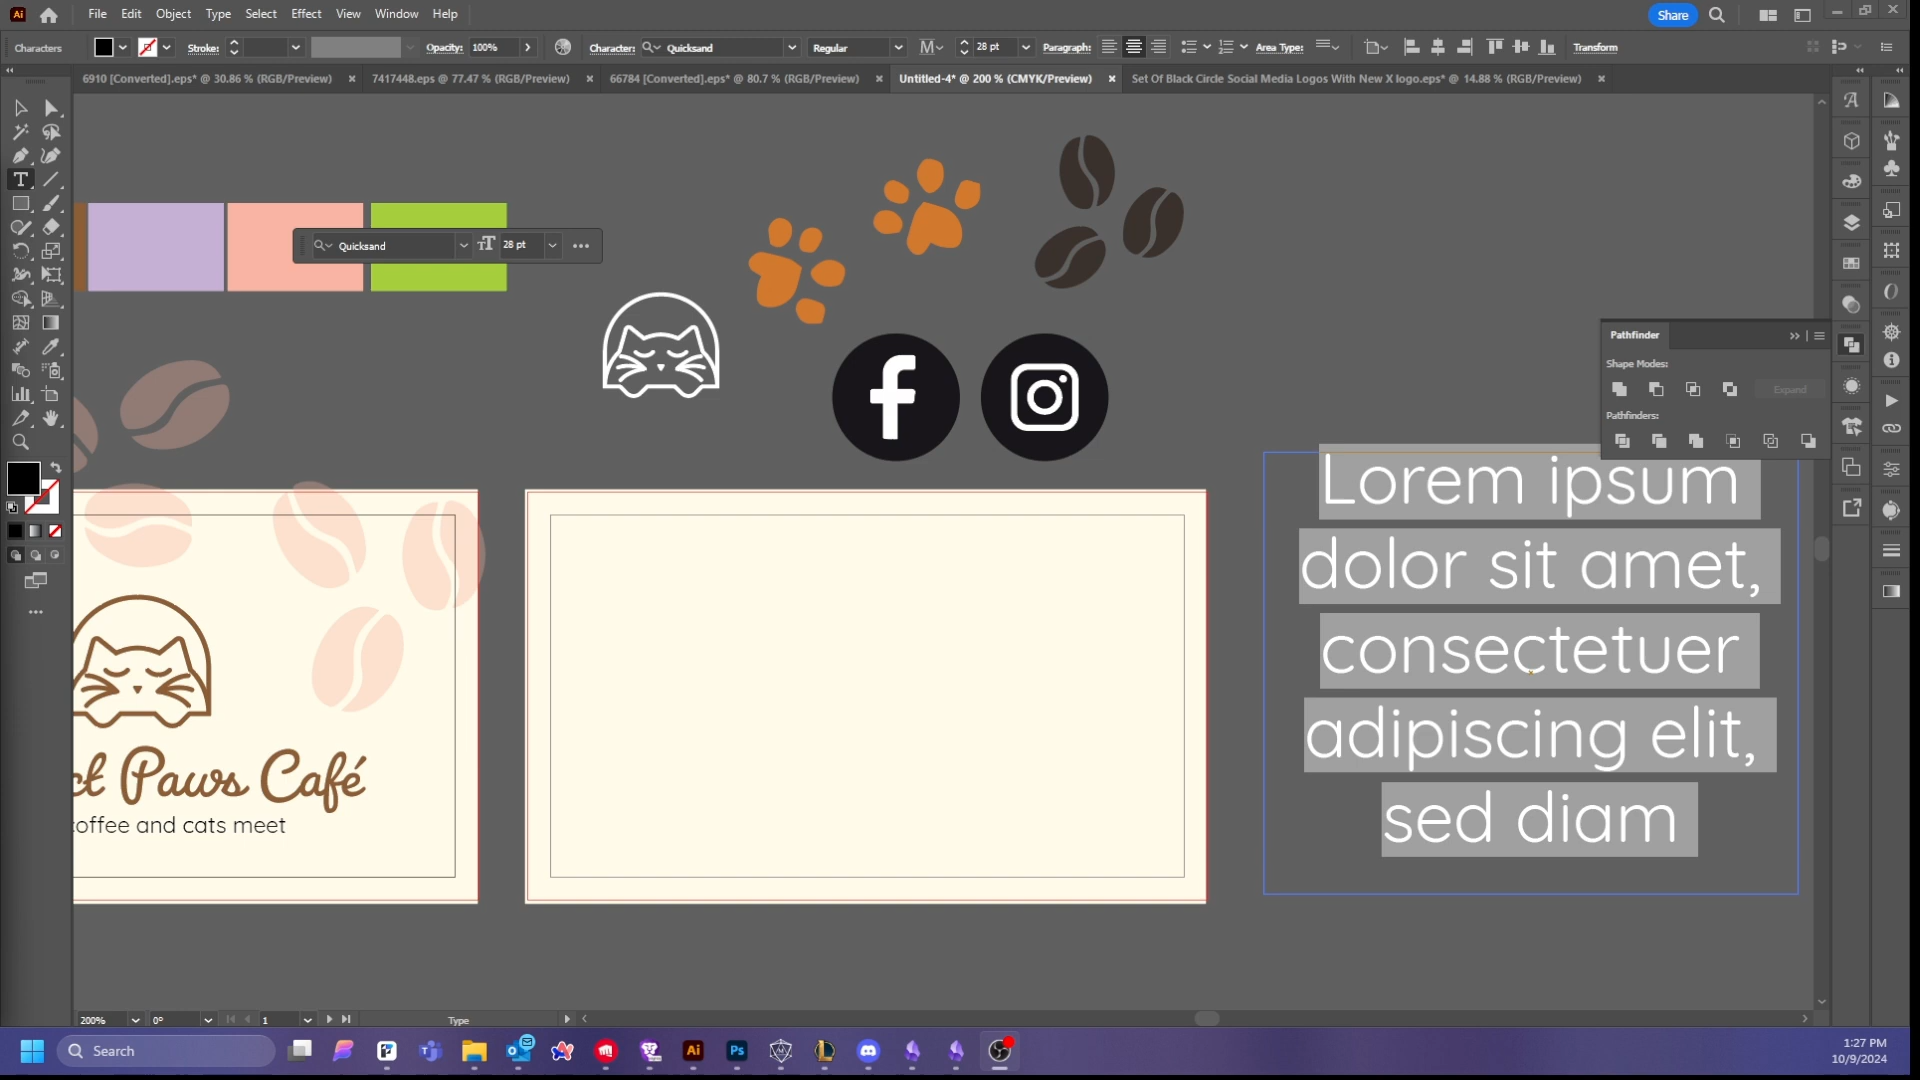 Ai File Edit Object Type Select Effect View Window Help Share
Characters Stroke: Opacity: 100% Character: Quicksand Regular 28 pt Paragraph: Area Type: Transform
6910 [Converted].eps* @ 30.86 % (RGB/Preview) × 7417448.eps @ 77.47 % (RGB/Preview) × 66784 [Converted].eps* @ 80.7 % (RGB/Preview) × Untitled-4* @ 200 % (CMYK/Preview) × Set Of Black Circle Social Media Logos With New X logo.eps* @ 14.88 % (RGB/Preview) ×
Quicksand 28 pt
Pathfinder
Shape Modes:
Expand
Pathfinders:
Lorem ipsum
dolor sit amet,
consectetuer
adipiscing elit,
sed diam
ct Paws Café
coffee and cats meet
200% 0° 1 Type
Search
Ai Ps
1:27 PM
10/9/2024